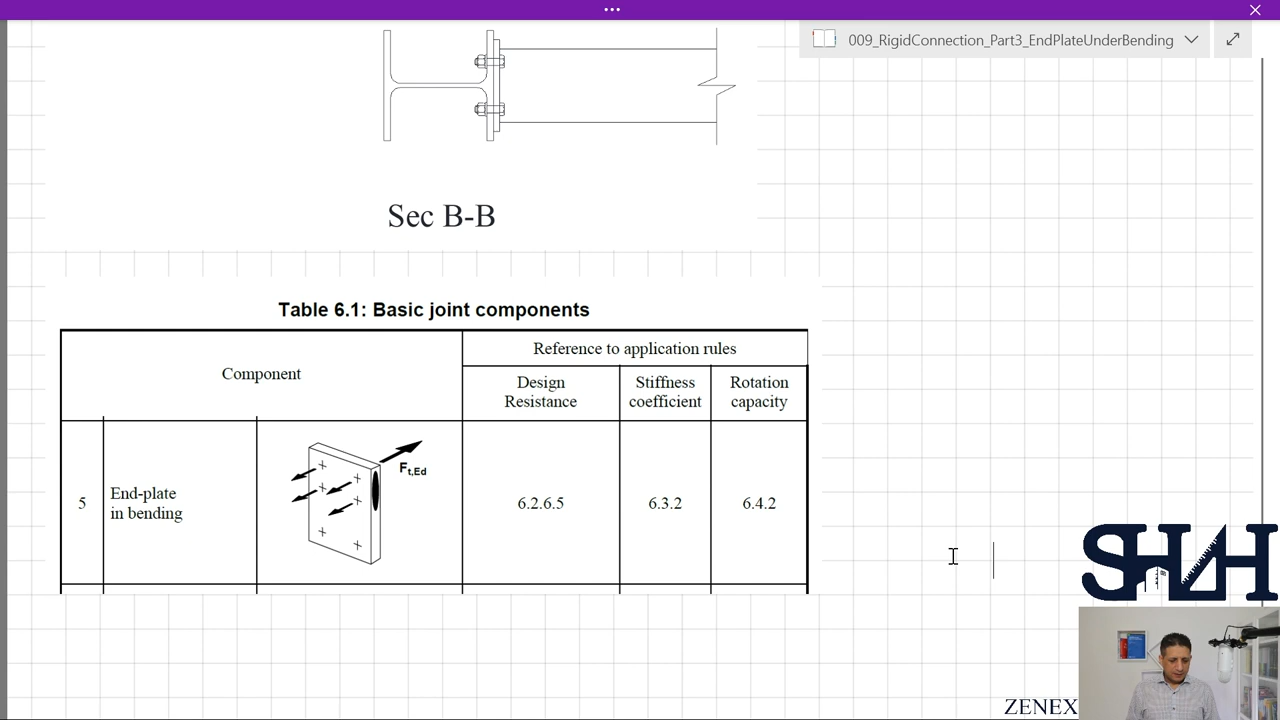 009_RigidConnection_Part3_EndPlateUnderBending
Sec B-B
Table 6.1: Basic joint components
Component
Reference to application rules
Design
Resistance
Stiffness
coefficient
Rotation
capacity
5
End-plate
in bending
Ft,Ed
6.2.6.5
6.3.2
6.4.2
SHZH
ZENEX